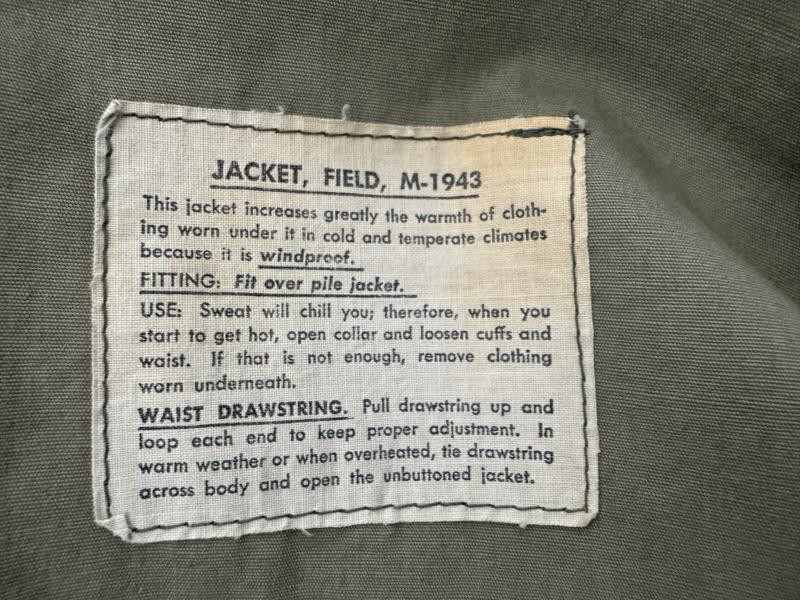 JACKET, FIELD, M-1943
This jacket increases greatly the warmth of cloth-
ing worn under it in cold and temperate climates
because it is windproof.
FITTING: Fit over pile jacket.
USE: Sweat will chill you; therefore, when you
start to get hot, open collar and loosen cuffs and
waist. If that is not enough, remove clothing
worn underneath.
WAIST DRAWSTRING. Pull drawstring up and
loop each end to keep proper adjustment. In
warm weather or when overheated, tie drawstring
across body and open the unbuttoned jacket.